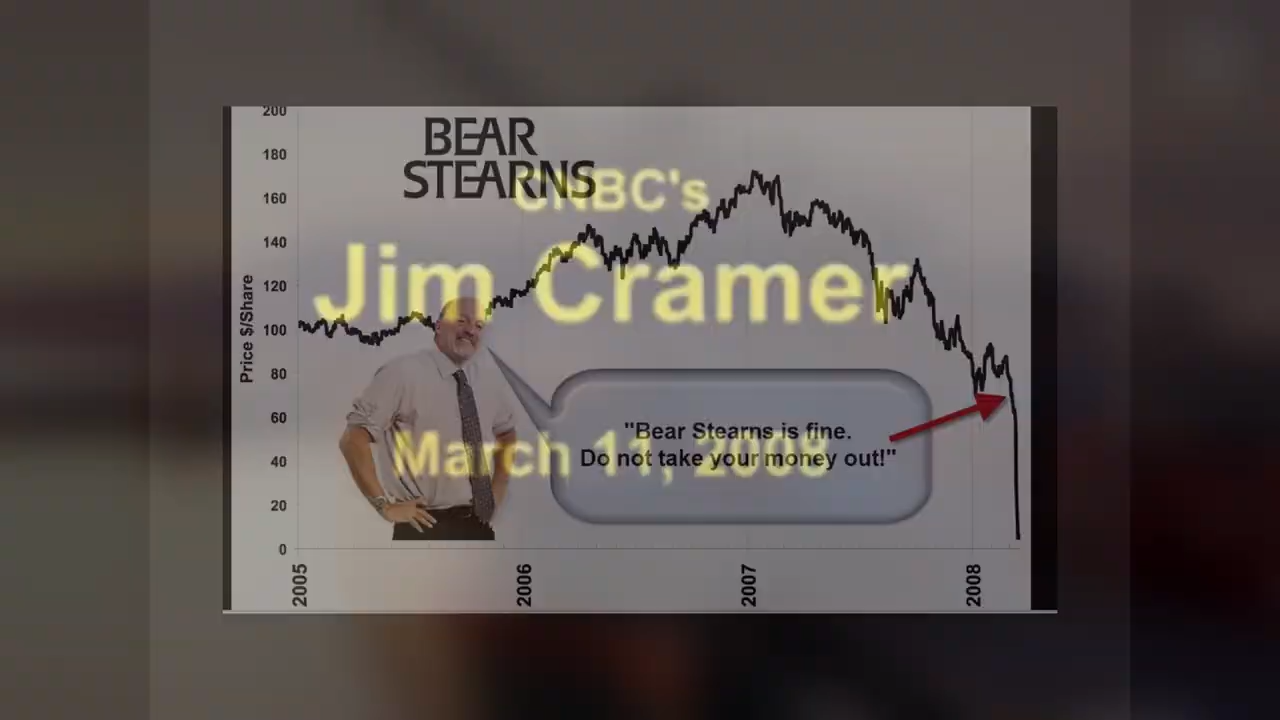 200
180
160
140
120
100
80
60
40
20
0
Price $/Share
BEAR
STEARNS
CNBC's
Jim Cramer
March 11, 2008
"Bear Stearns is fine.
Do not take your money out!"
2005
2006
2007
2008